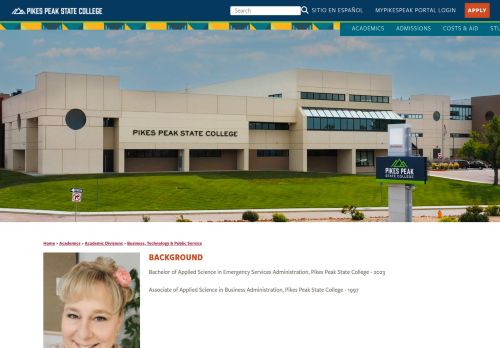 PIKES PEAK STATE COLLEGE
Search
SITIO EN ESPAÑOL
MYPIKESPEAK PORTAL LOGIN
APPLY
ACADEMICS
ADMISSIONS
COSTS & AID
STU
PIKES PEAK STATE COLLEGE
PIKES PEAK
STATE COLLEGE
Home » Academics » Academic Divisions » Business, Technology & Public Service
BACKGROUND
Bachelor of Applied Science in Emergency Services Administration, Pikes Peak State College - 2023
Associate of Applied Science in Business Administration, Pikes Peak State College - 1997